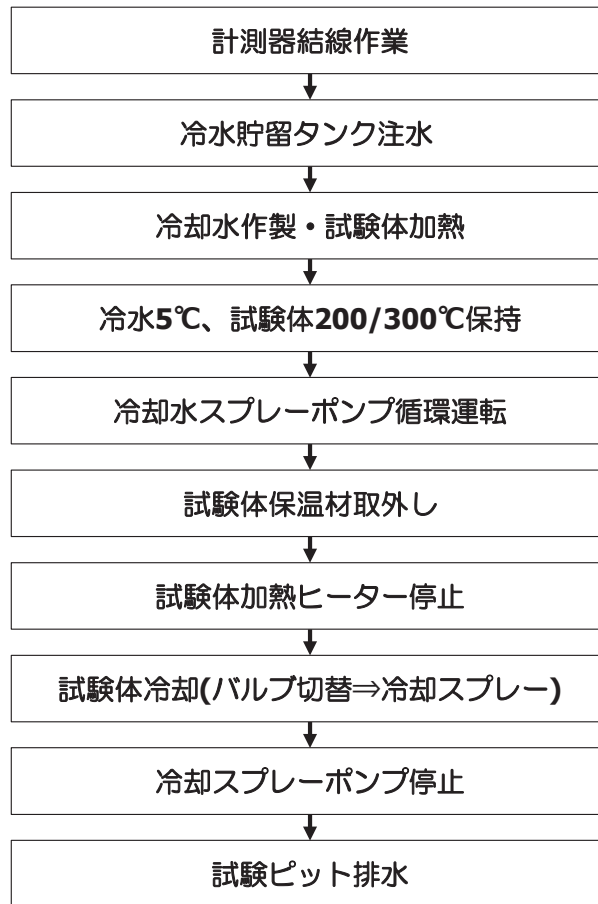 計測器結線作業
冷水貯留タンク注水
冷却水作製・試験体加熱
冷水5℃、試験体200/300℃保持
冷却水スプレーポンプ循環運転
試験体保温材取外し
試験体加熱ヒーター停止
試験体冷却(バルブ切替⇒冷却スプレー)
冷却スプレーポンプ停止
試験ピット排水